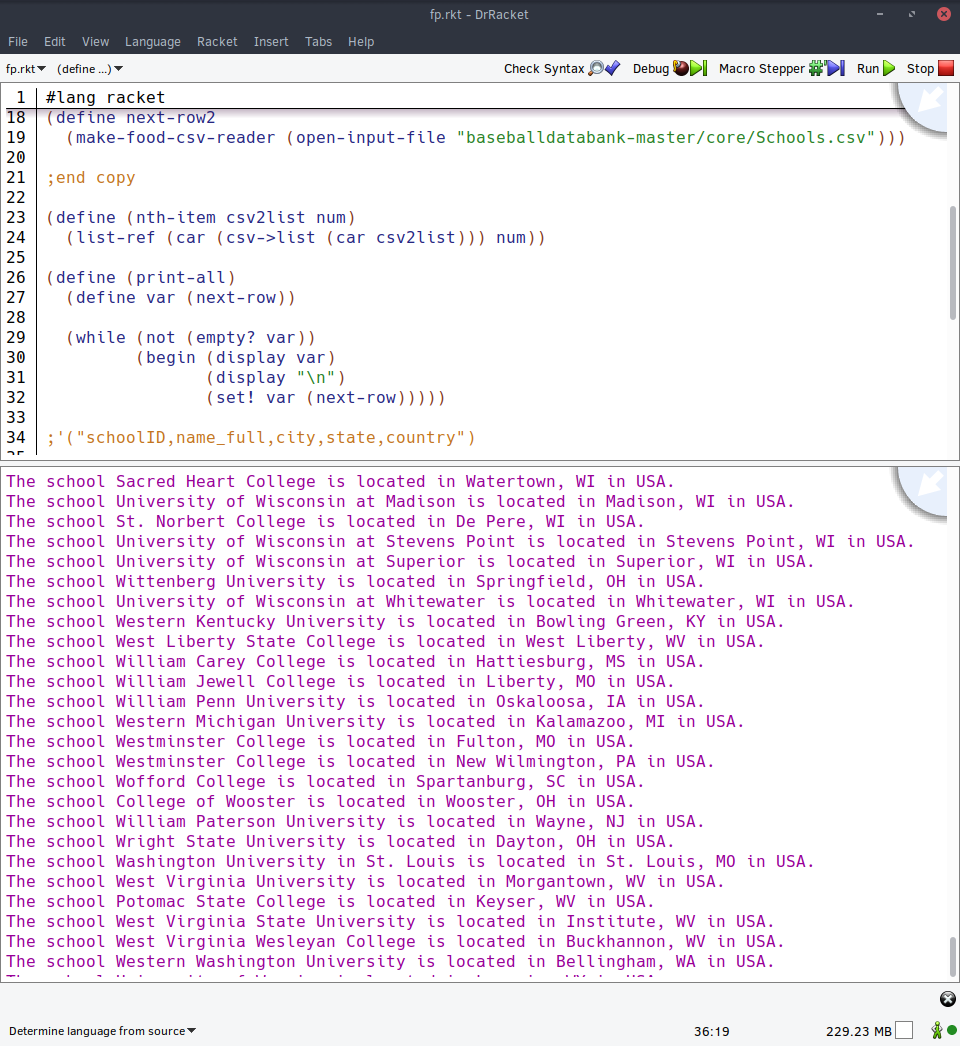 fp.rkt - DrRacket
File Edit View Language Racket Insert Tabs Help
fp.rkt (define ...) Check Syntax Debug Macro Stepper Run Stop
1 #lang racket
18 (define next-row2
19 (make-food-csv-reader (open-input-file "baseballdatabank-master/core/Schools.csv")))
20
21 ;end copy
22
23 (define (nth-item csv2list num)
24 (list-ref (car (csv->list (car csv2list))) num))
25
26 (define (print-all)
27 (define var (next-row))
28
29 (while (not (empty? var))
30 (begin (display var)
31 (display "\n")
32 (set! var (next-row)))))
33
34 ;'("schoolID,name_full,city,state,country")
The school Sacred Heart College is located in Watertown, WI in USA.
The school University of Wisconsin at Madison is located in Madison, WI in USA.
The school St. Norbert College is located in De Pere, WI in USA.
The school University of Wisconsin at Stevens Point is located in Stevens Point, WI in USA.
The school University of Wisconsin at Superior is located in Superior, WI in USA.
The school Wittenberg University is located in Springfield, OH in USA.
The school University of Wisconsin at Whitewater is located in Whitewater, WI in USA.
The school Western Kentucky University is located in Bowling Green, KY in USA.
The school West Liberty State College is located in West Liberty, WV in USA.
The school William Carey College is located in Hattiesburg, MS in USA.
The school William Jewell College is located in Liberty, MO in USA.
The school William Penn University is located in Oskaloosa, IA in USA.
The school Western Michigan University is located in Kalamazoo, MI in USA.
The school Westminster College is located in Fulton, MO in USA.
The school Westminster College is located in New Wilmington, PA in USA.
The school Wofford College is located in Spartanburg, SC in USA.
The school College of Wooster is located in Wooster, OH in USA.
The school William Paterson University is located in Wayne, NJ in USA.
The school Wright State University is located in Dayton, OH in USA.
The school Washington University in St. Louis is located in St. Louis, MO in USA.
The school West Virginia University is located in Morgantown, WV in USA.
The school Potomac State College is located in Keyser, WV in USA.
The school West Virginia State University is located in Institute, WV in USA.
The school West Virginia Wesleyan College is located in Buckhannon, WV in USA.
The school Western Washington University is located in Bellingham, WA in USA.
Determine language from source 36:19 229.23 MB